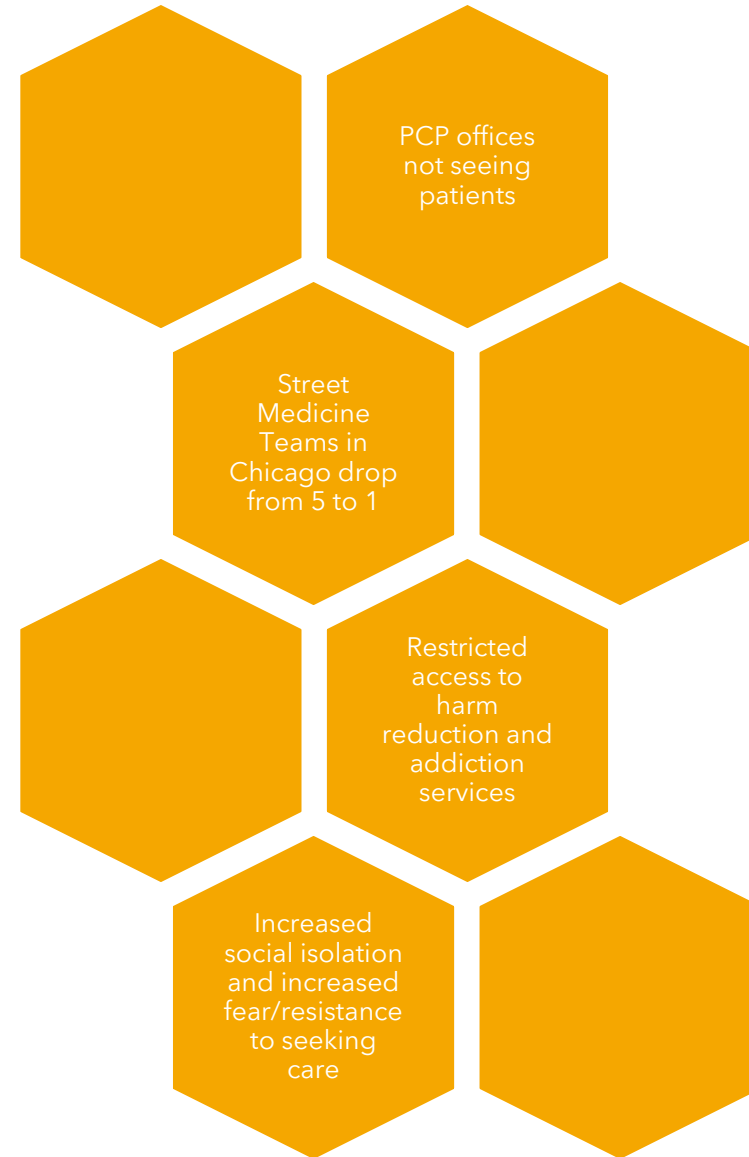 PCP offices
not seeing
patients
Street
Medicine
Teams in
Chicago drop
from 5 to 1
Restricted
access to
harm
reduction and
addiction
services
Increased
social isolation
and increased
fear/resistance
to seeking
care